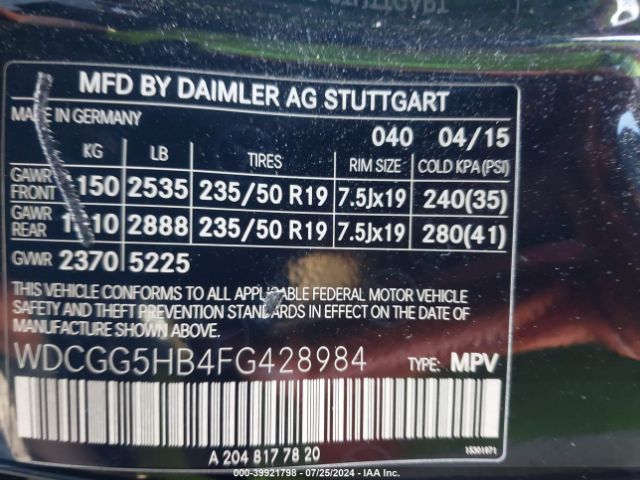 MFD BY DAIMLER AG STUTTGART
MADE IN GERMANY
040 04/15
KG LB TIRES RIM SIZE COLD KPA(PSI)
GAWR FRONT 1150 2535 235/50 R19 7.5Jx19 240(35)
GAWR REAR 1310 2888 235/50 R19 7.5Jx19 280(41)
GVWR 2370 5225
THIS VEHICLE CONFORMS TO ALL APPLICABLE FEDERAL MOTOR VEHICLE
SAFETY AND THEFT PREVENTION STANDARDS IN EFFECT ON THE
DATE OF MANUFACTURE SHOWN ABOVE.
WDCGG5HB4FG428984 TYPE: MPV
A 204 817 78 20
000-39921798 - 07/25/2024 - IAA Inc.